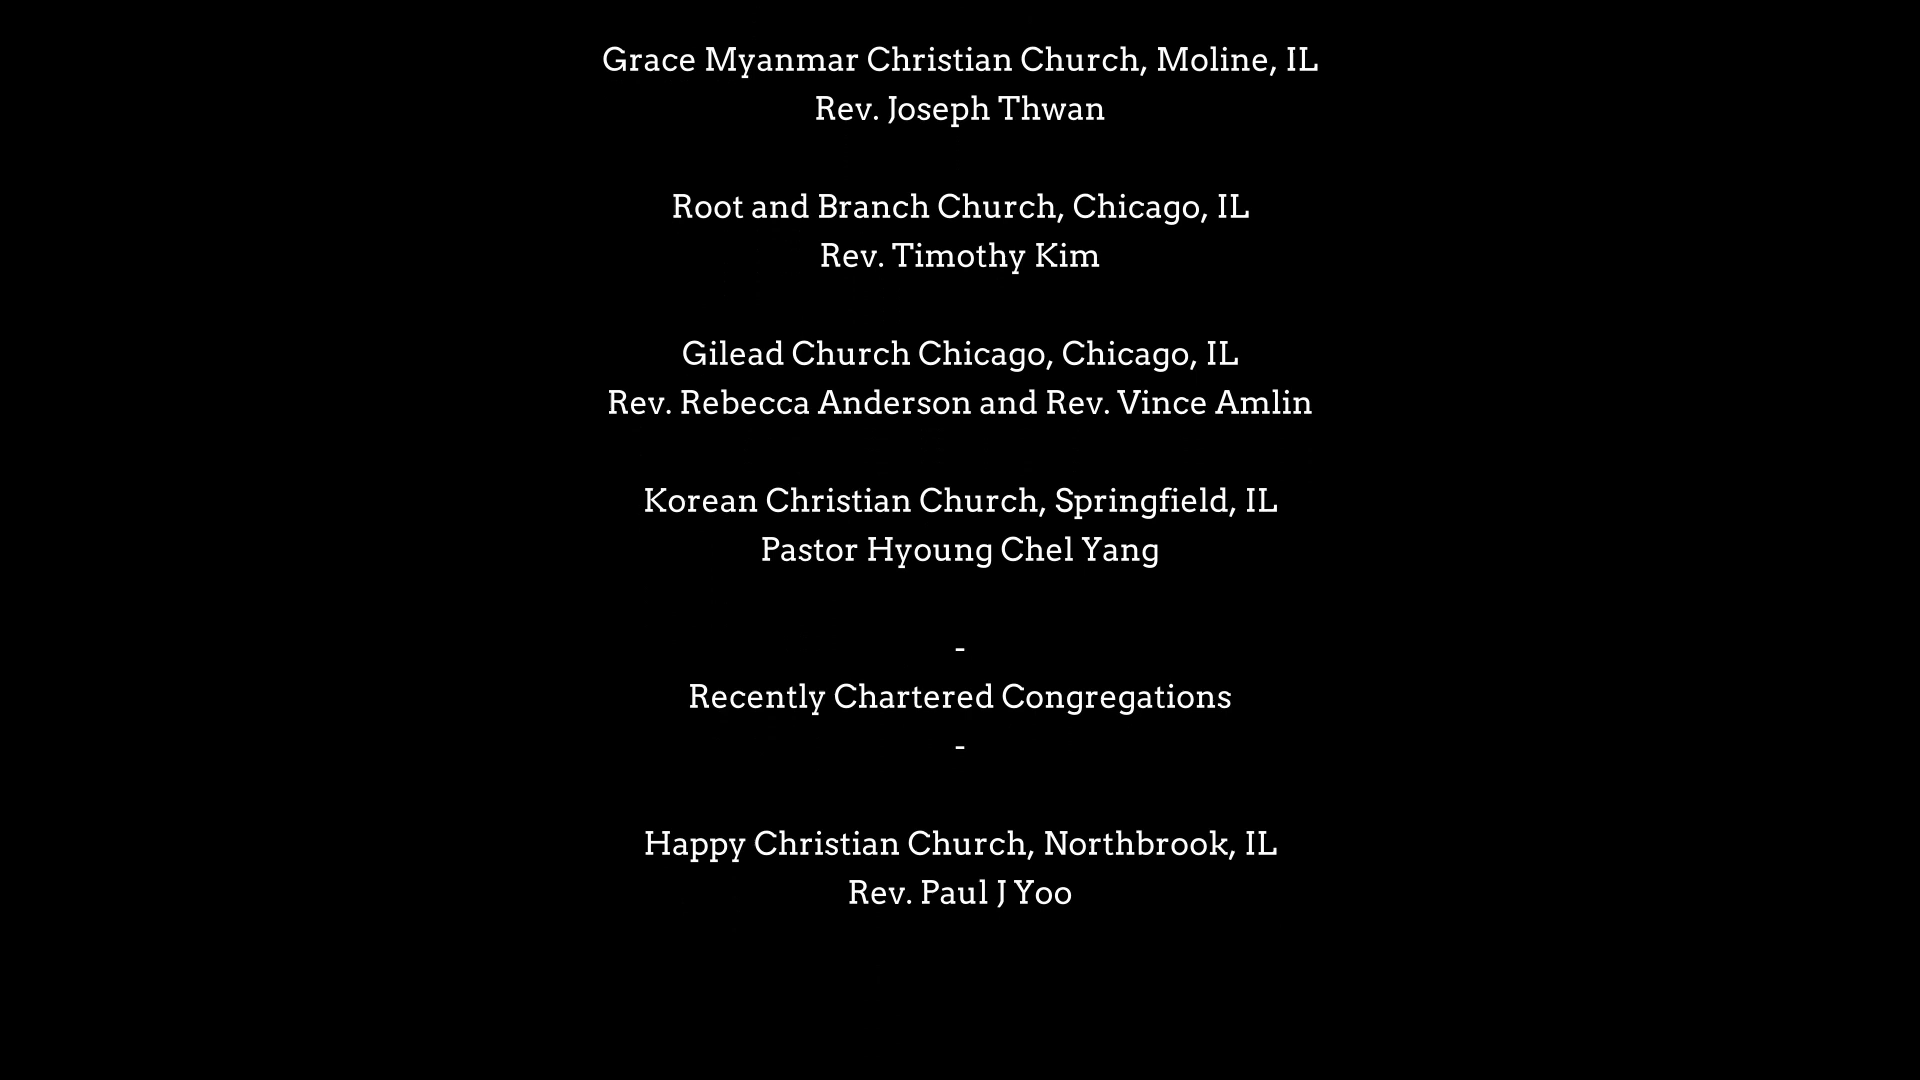 Grace Myanmar Christian Church, Moline, IL
Rev. Joseph Thwan
Root and Branch Church, Chicago, IL
Rev. Timothy Kim
Gilead Church Chicago, Chicago, IL
Rev. Rebecca Anderson and Rev. Vince Amlin
Korean Christian Church, Springfield, IL
Pastor Hyoung Chel Yang
-
Recently Chartered Congregations
-
Happy Christian Church, Northbrook, IL
Rev. Paul J Yoo